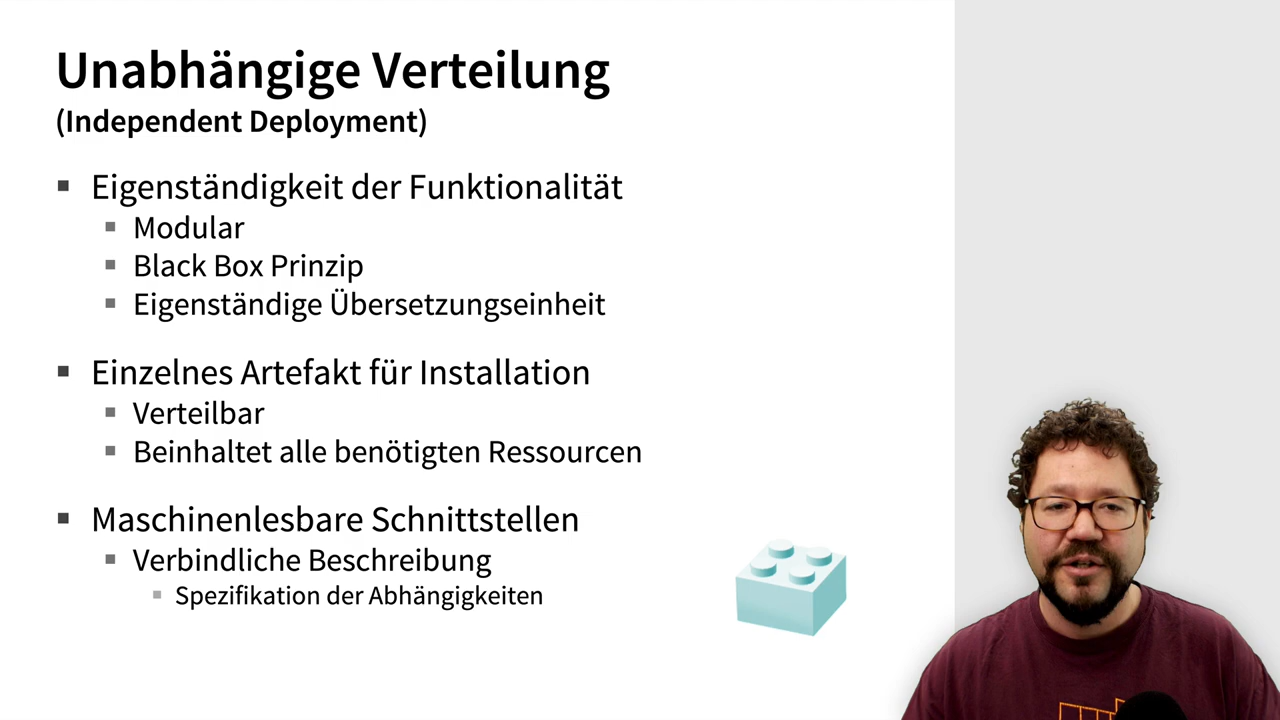 Unabhängige Verteilung
(Independent Deployment)
Eigenständigkeit der Funktionalität
Modular
Black Box Prinzip
Eigenständige Übersetzungseinheit
Einzelnes Artefakt für Installation
Verteilbar
Beinhaltet alle benötigten Ressourcen
Maschinenlesbare Schnittstellen
Verbindliche Beschreibung
Spezifikation der Abhängigkeiten